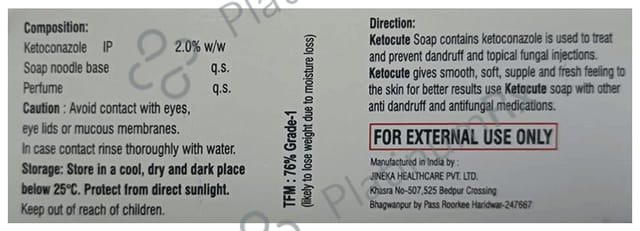 Composition:
Ketoconazole IP 2.0% w/w
Soap noodle base q.s.
Perfume q.s.
Caution : Avoid contact with eyes,
eye lids or mucous membranes.
In case contact rinse thoroughly with water.
Storage: Store in a cool, dry and dark place
below 25°C. Protect from direct sunlight.
Keep out of reach of children.
TFM : 76% Grade-1
(likely to lose weight due to moisture loss)
Direction:
Ketocute Soap contains ketoconazole is used to treat
and prevent dandruff and topical fungal injections.
Ketocute gives smooth, soft, supple and fresh feeling to
the skin for better results use Ketocute soap with other
anti dandruff and antifungal medications.
FOR EXTERNAL USE ONLY
Manufactured in India by :
JINEKA HEALTHCARE PVT. LTD.
Khasra No-507,525 Bedpur Crossing
Bhagwanpur by Pass Roorkee Haridwar-247667